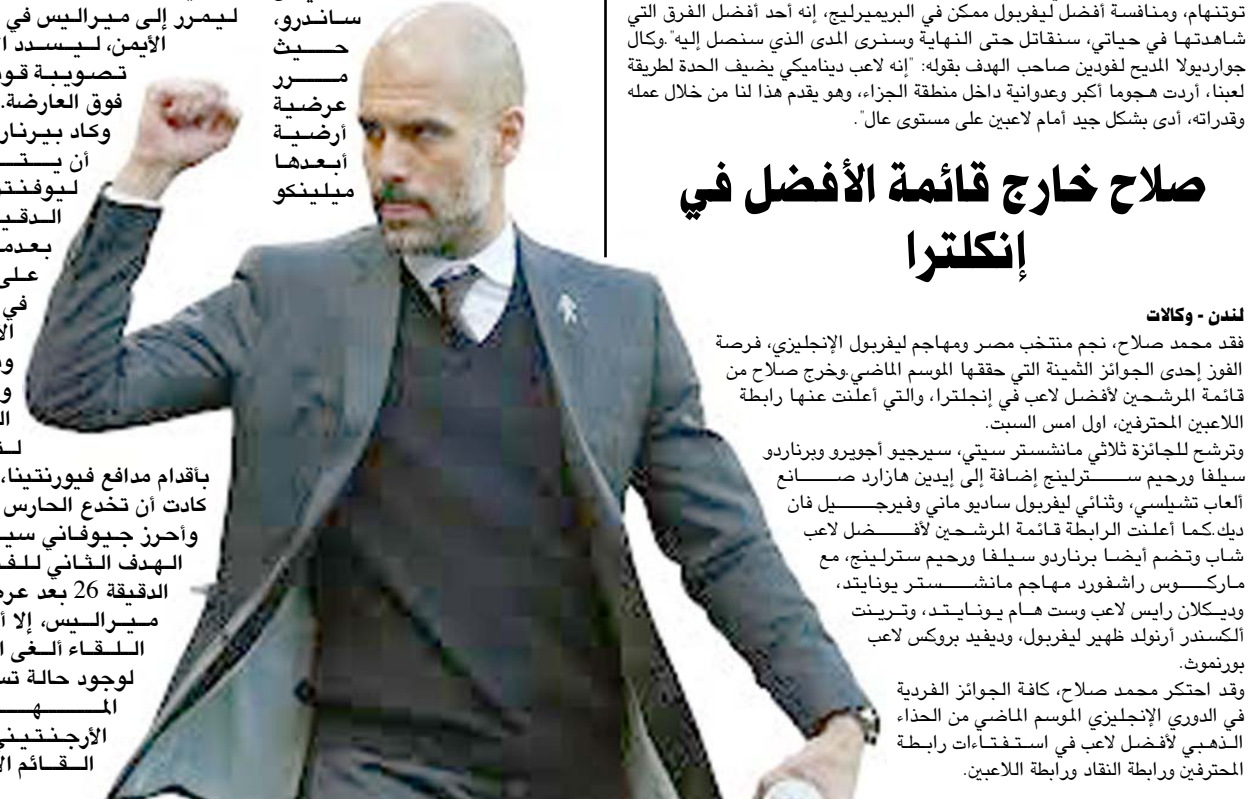 توتنهام، ومنافسة أفضل ليفربول ممكن في البريميرليج، إنه أحد أفضل الفرق التي
شاهدتها في حياتي، سنقاتل حتى النهاية وسنرى المدى الذي سنصل إليه".وكال
جوارديولا المديح لفودين صاحب الهدف بقوله: "إنه لاعب ديناميكي يضيف الحدة لطريقة
لعبنا، أردت هجوما أكبر وعدوانية داخل منطقة الجزاء، وهو يقدم هذا لنا من خلال عمله
وقدراته، أدى بشكل جيد أمام لاعبين على مستوى عال".
صلاح خارج قائمة الأفضل في
إنكلترا
لندن - وكالات
فقد محمد صلاح، نجم منتخب مصر ومهاجم ليفربول الإنجليزي، فرصة
الفوز إحدى الجوائز الثمينة التي حققها الموسم الماضي.وخرج صلاح من
قائمة المرشحين لأفضل لاعب في إنجلترا، والتي أعلنت عنها رابطة
اللاعبين المحترفين، اول امس السبت.
وترشح للجائزة ثلاثي مانشستر سيتي، سيرجيو أجويرو وبرناردو
سيلفا ورحيم سترلينج إضافة إلى إيدين هازارد صانع
ألعاب تشيلسي، وثنائي ليفربول ساديو ماني وفيرجيل فان
ديك.كما أعلنت الرابطة قائمة المرشحين لأفضل لاعب
شاب وتضم أيضا برناردو سيلفا ورحيم سترلينج، مع
ماركوس راشفورد مهاجم مانشستر يونايتد،
وديكلان رايس لاعب وست هام يونايتد، وترينت
ألكسندر أرنولد ظهير ليفربول، وديفيد بروكس لاعب
بورنموث.
وقد احتكر محمد صلاح، كافة الجوائز الفردية
في الدوري الإنجليزي الموسم الماضي من الحذاء
الذهبي لأفضل لاعب في استفتاءات رابطة
المحترفين ورابطة النقاد ورابطة اللاعبين.
ساندرو،
حيث
مرر
عرضية
أرضية
أبعدها
ميلينكو
ليمرر إلى ميراليس في
الأيمن، ليسدد
تصويبة
فوق العارضة.
وكاد
أن
على
في
بأقدام مدافع فيورنتينا،
كادت أن تخدع الحارس
وأحرز جيوفاني
الهدف الثاني
الدقيقة 26 بعد
ميراليس، إلا
اللقاء ألغى
لوجود حالة
القائم